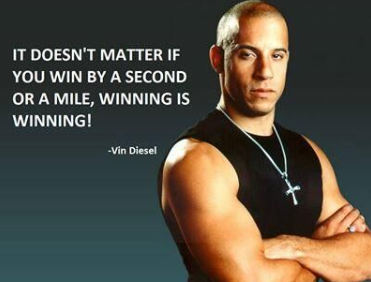 IT DOESN'T MATTER IF
YOU WIN BY A SECOND
OR A MILE, WINNING IS
WINNING!
-Vin Diesel